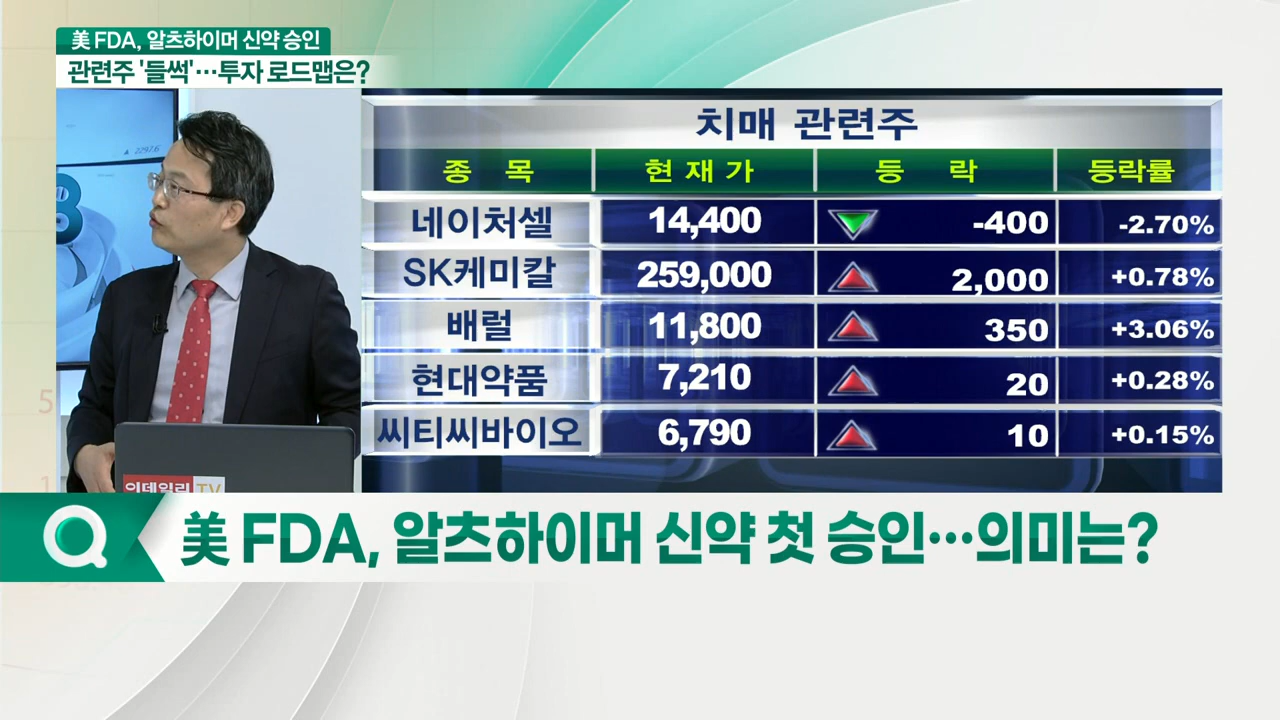 美 FDA, 알츠하이머 신약 승인
관련주 '들썩'…투자 로드맵은?
▲ 2297.6
치매 관련주
종 목 현 재 가 등 락 등락률
네이처셀 14,400 ▼ -400 -2.70%
SK케미칼 259,000 ▲ 2,000 +0.78%
배럴 11,800 ▲ 350 +3.06%
현대약품 7,210 ▲ 20 +0.28%
씨티씨바이오 6,790 ▲ 10 +0.15%
이데일리 TV
美 FDA, 알츠하이머 신약 첫 승인…의미는?